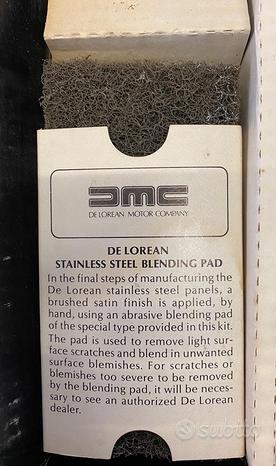 DMC
DE LOREAN MOTOR COMPANY
DE LOREAN
STAINLESS STEEL BLENDING PAD
In the final steps of manufacturing the
De Lorean stainless steel panels, a
brushed satin finish is applied, by
hand, using an abrasive blending pad
of the special type provided in this kit.
The pad is used to remove light sur-
face scratches and blend in unwanted
surface blemishes. For scratches or
blemishes too severe to be removed
by the blending pad, it will be neces-
sary to see an authorized De Lorean
dealer.
subito